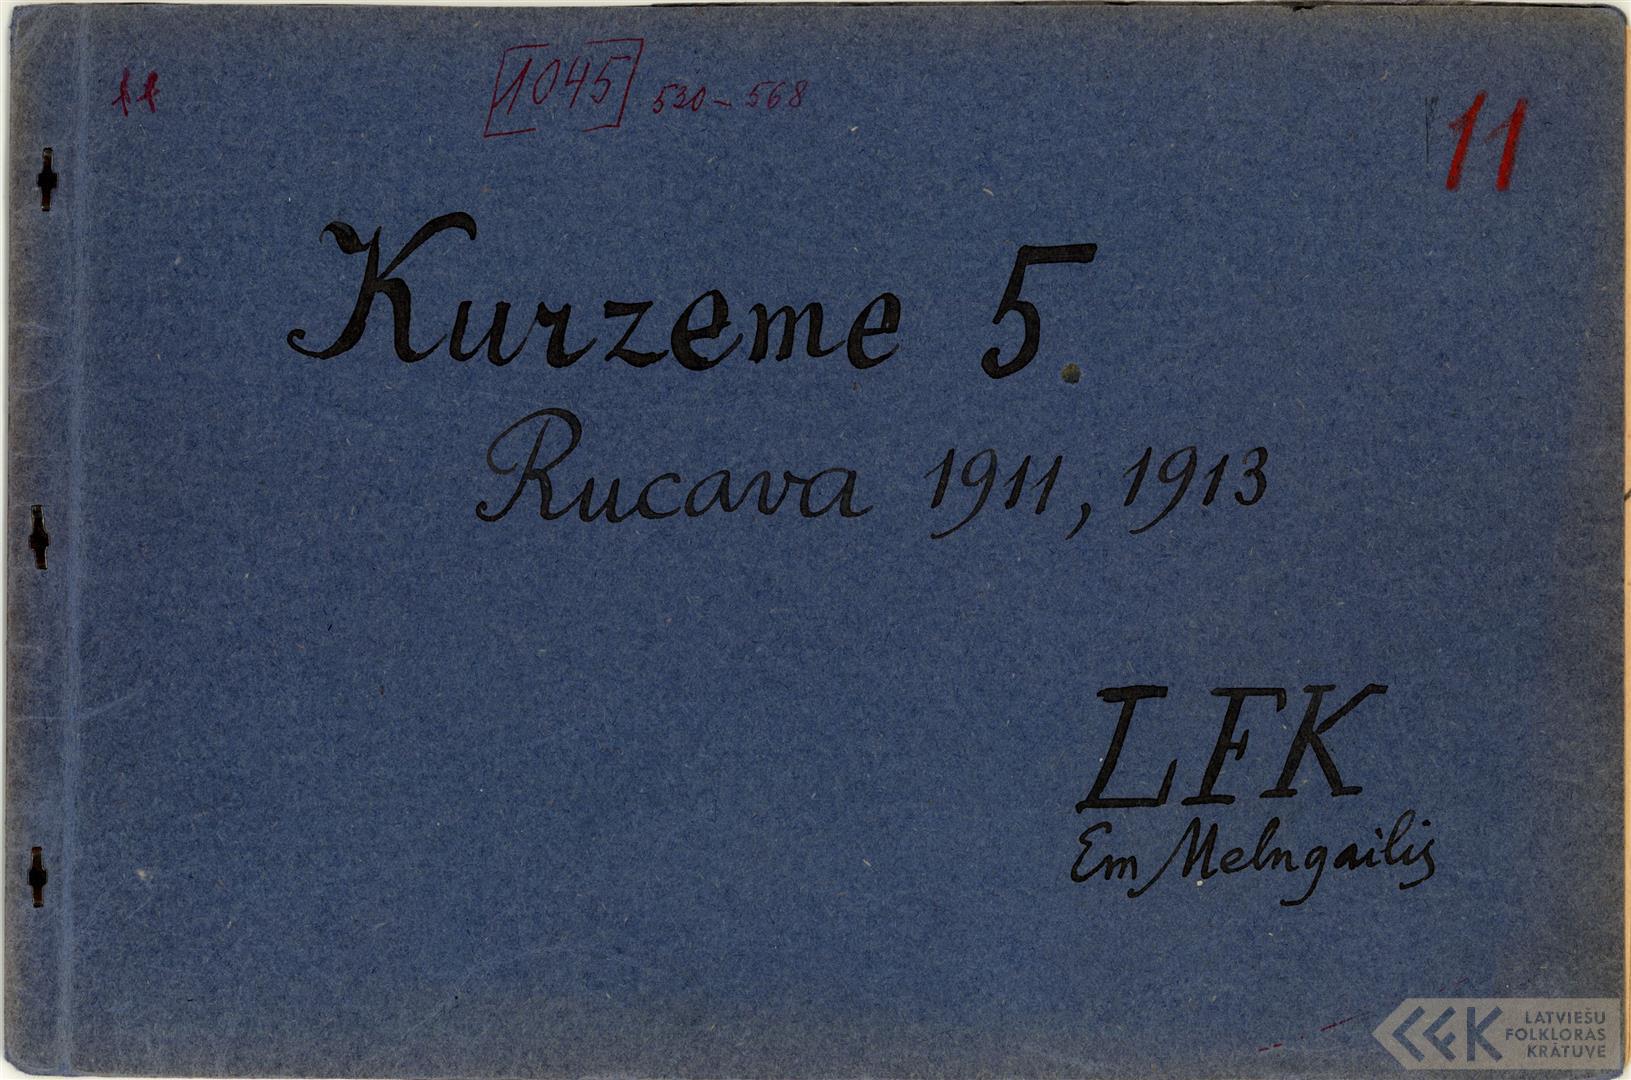 11
1045 530 – 568
11
Kurzeme 5.
Rucava 1911, 1913
LFK
Em Melngailis
LATVIEŠU
FOLKLORAS
KRĀTUVE